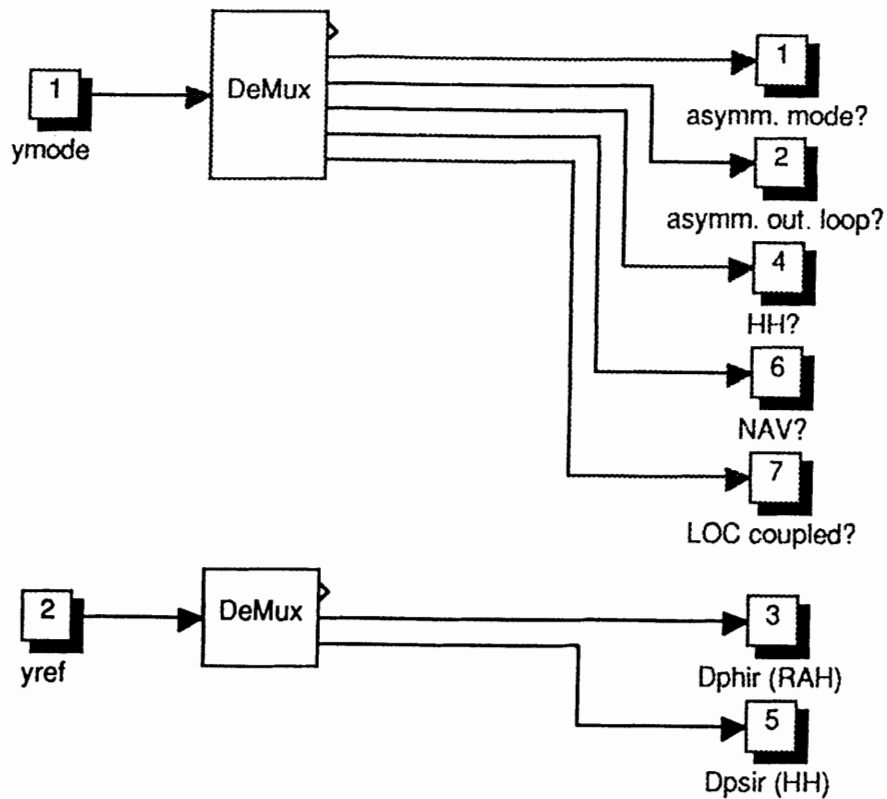 1
ymode
DeMux
1
asymm. mode?
2
asymm. out. loop?
4
HH?
6
NAV?
7
LOC coupled?
2
yref
DeMux
3
Dphir (RAH)
5
Dpsir (HH)